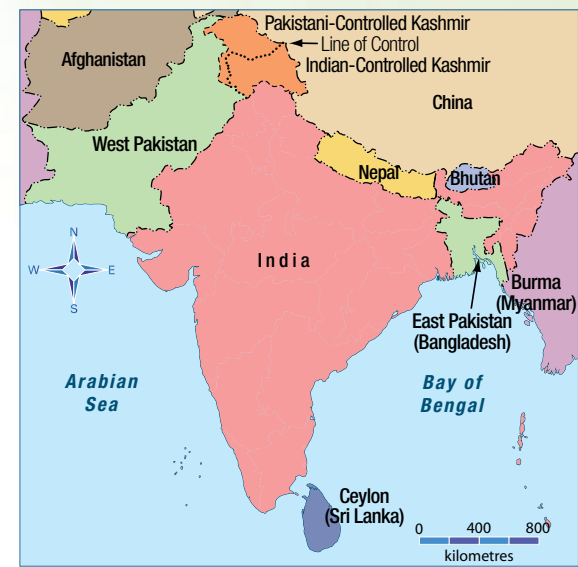 Pakistani-Controlled Kashmir
Line of Control
Indian-Controlled Kashmir
Afghanistan
China
West Pakistan
Nepal
Bhutan
N
W
E
S
India
Burma
(Myanmar)
East Pakistan
(Bangladesh)
Arabian
Sea
Bay of
Bengal
Ceylon
(Sri Lanka)
0 400 800
kilometres